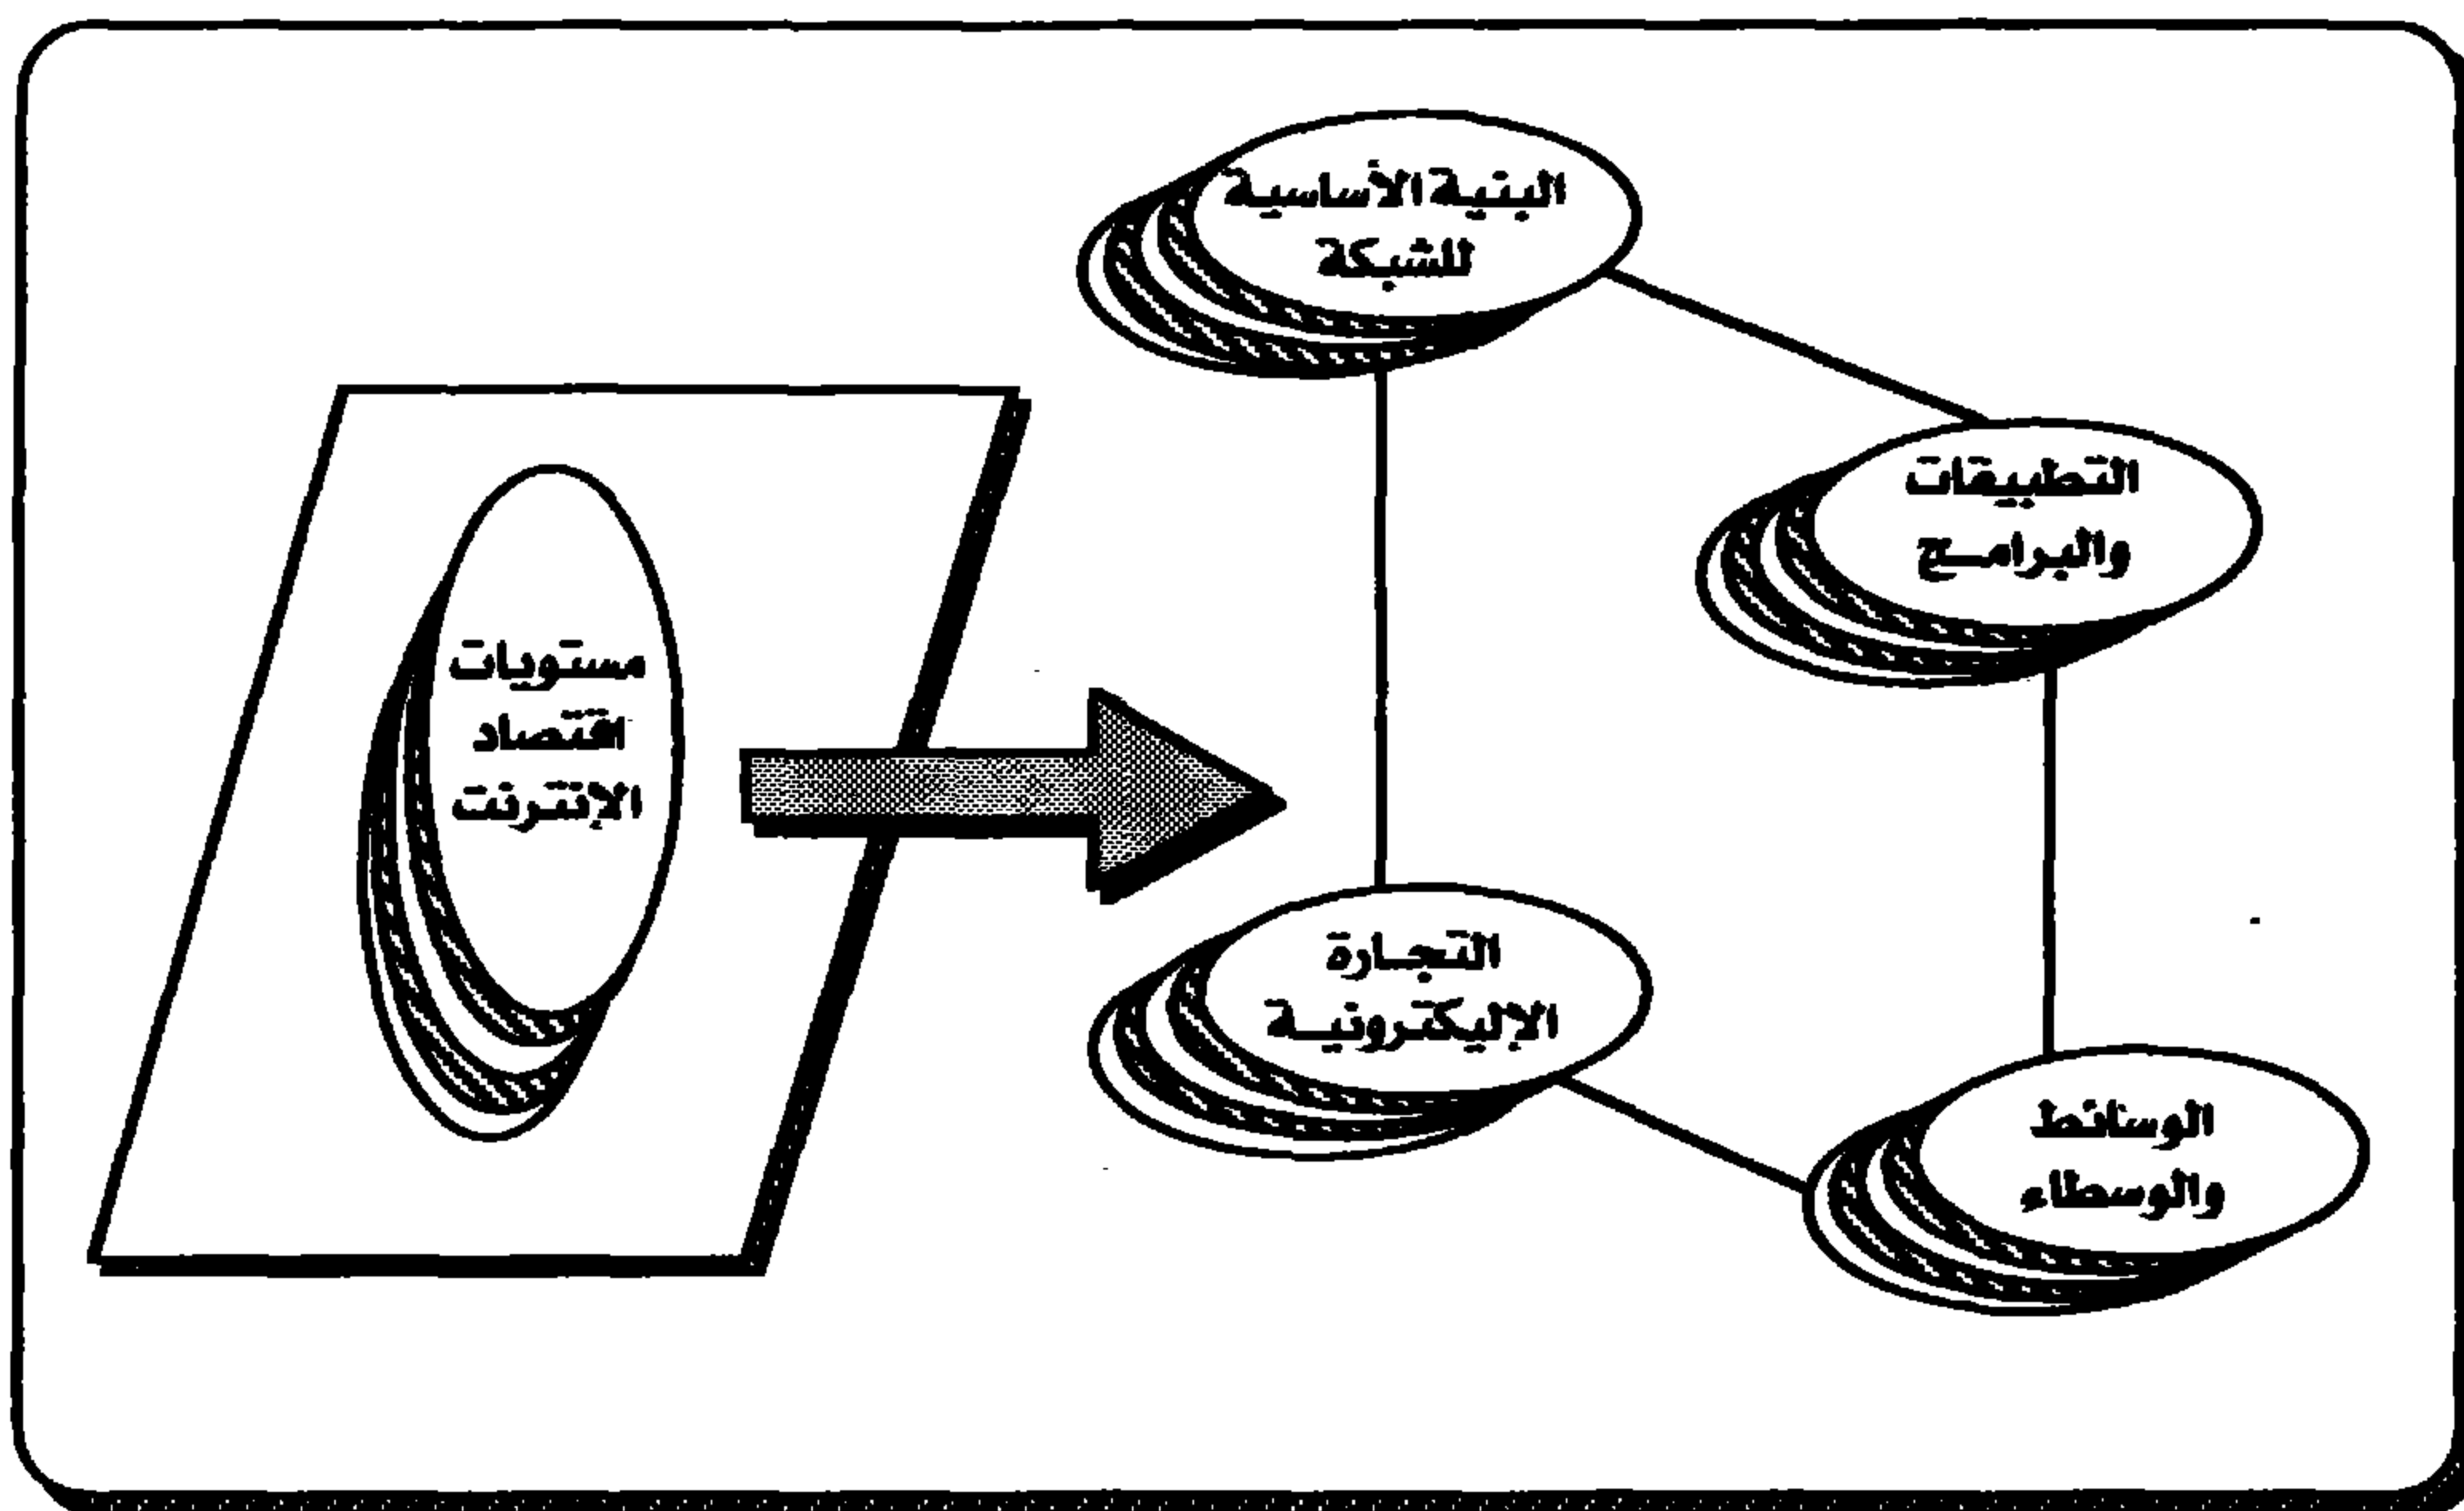 البنية الأساسية
للشبكة
التطبيقات
والبرامج
مستويات
اقتصاد
الإنترنت
التجارة
الإليكترونية
الوسائط
والوسطاء